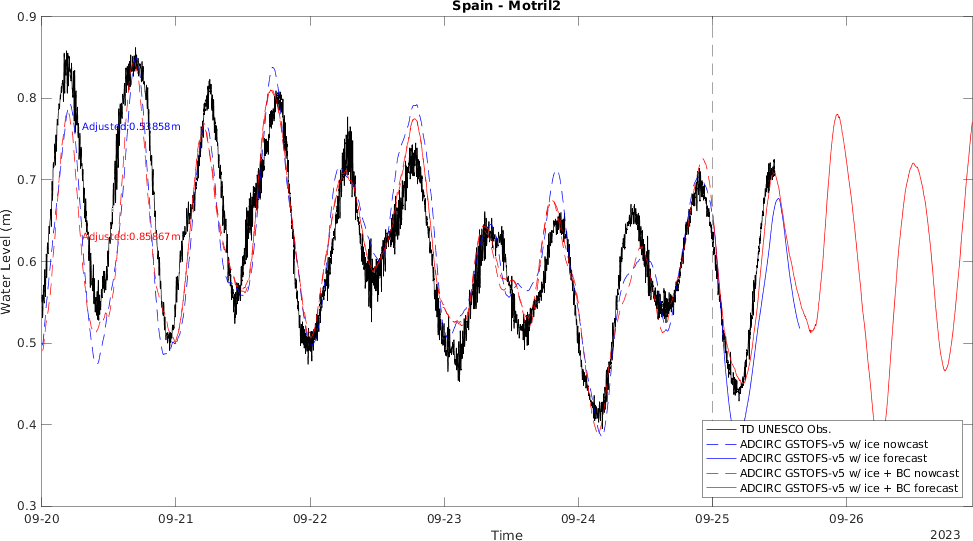 Spain - Motril2
0.9
0.8
0.7
0.6
0.5
0.4
0.3
Water Level (m)
Adjusted:0.53858m
Adjusted:0.85667m
TD UNESCO Obs.
ADCIRC GSTOFS-v5 w/ ice nowcast
ADCIRC GSTOFS-v5 w/ ice forecast
ADCIRC GSTOFS-v5 w/ ice + BC nowcast
ADCIRC GSTOFS-v5 w/ ice + BC forecast
09-20 09-21 09-22 09-23 09-24 09-25 09-26
Time
2023